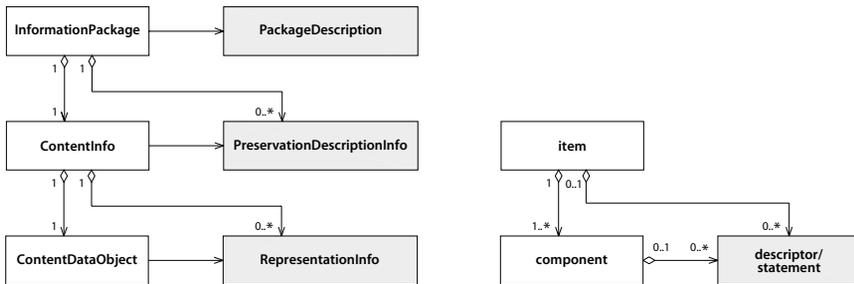 InformationPackage
PackageDescription
1
1
1
0..*
ContentInfo
PreservationDescriptionInfo
item
1
1
1
0..1
1
0..*
1..*
0..*
ContentDataObject
RepresentationInfo
component
0..1
0..*
descriptor/
statement